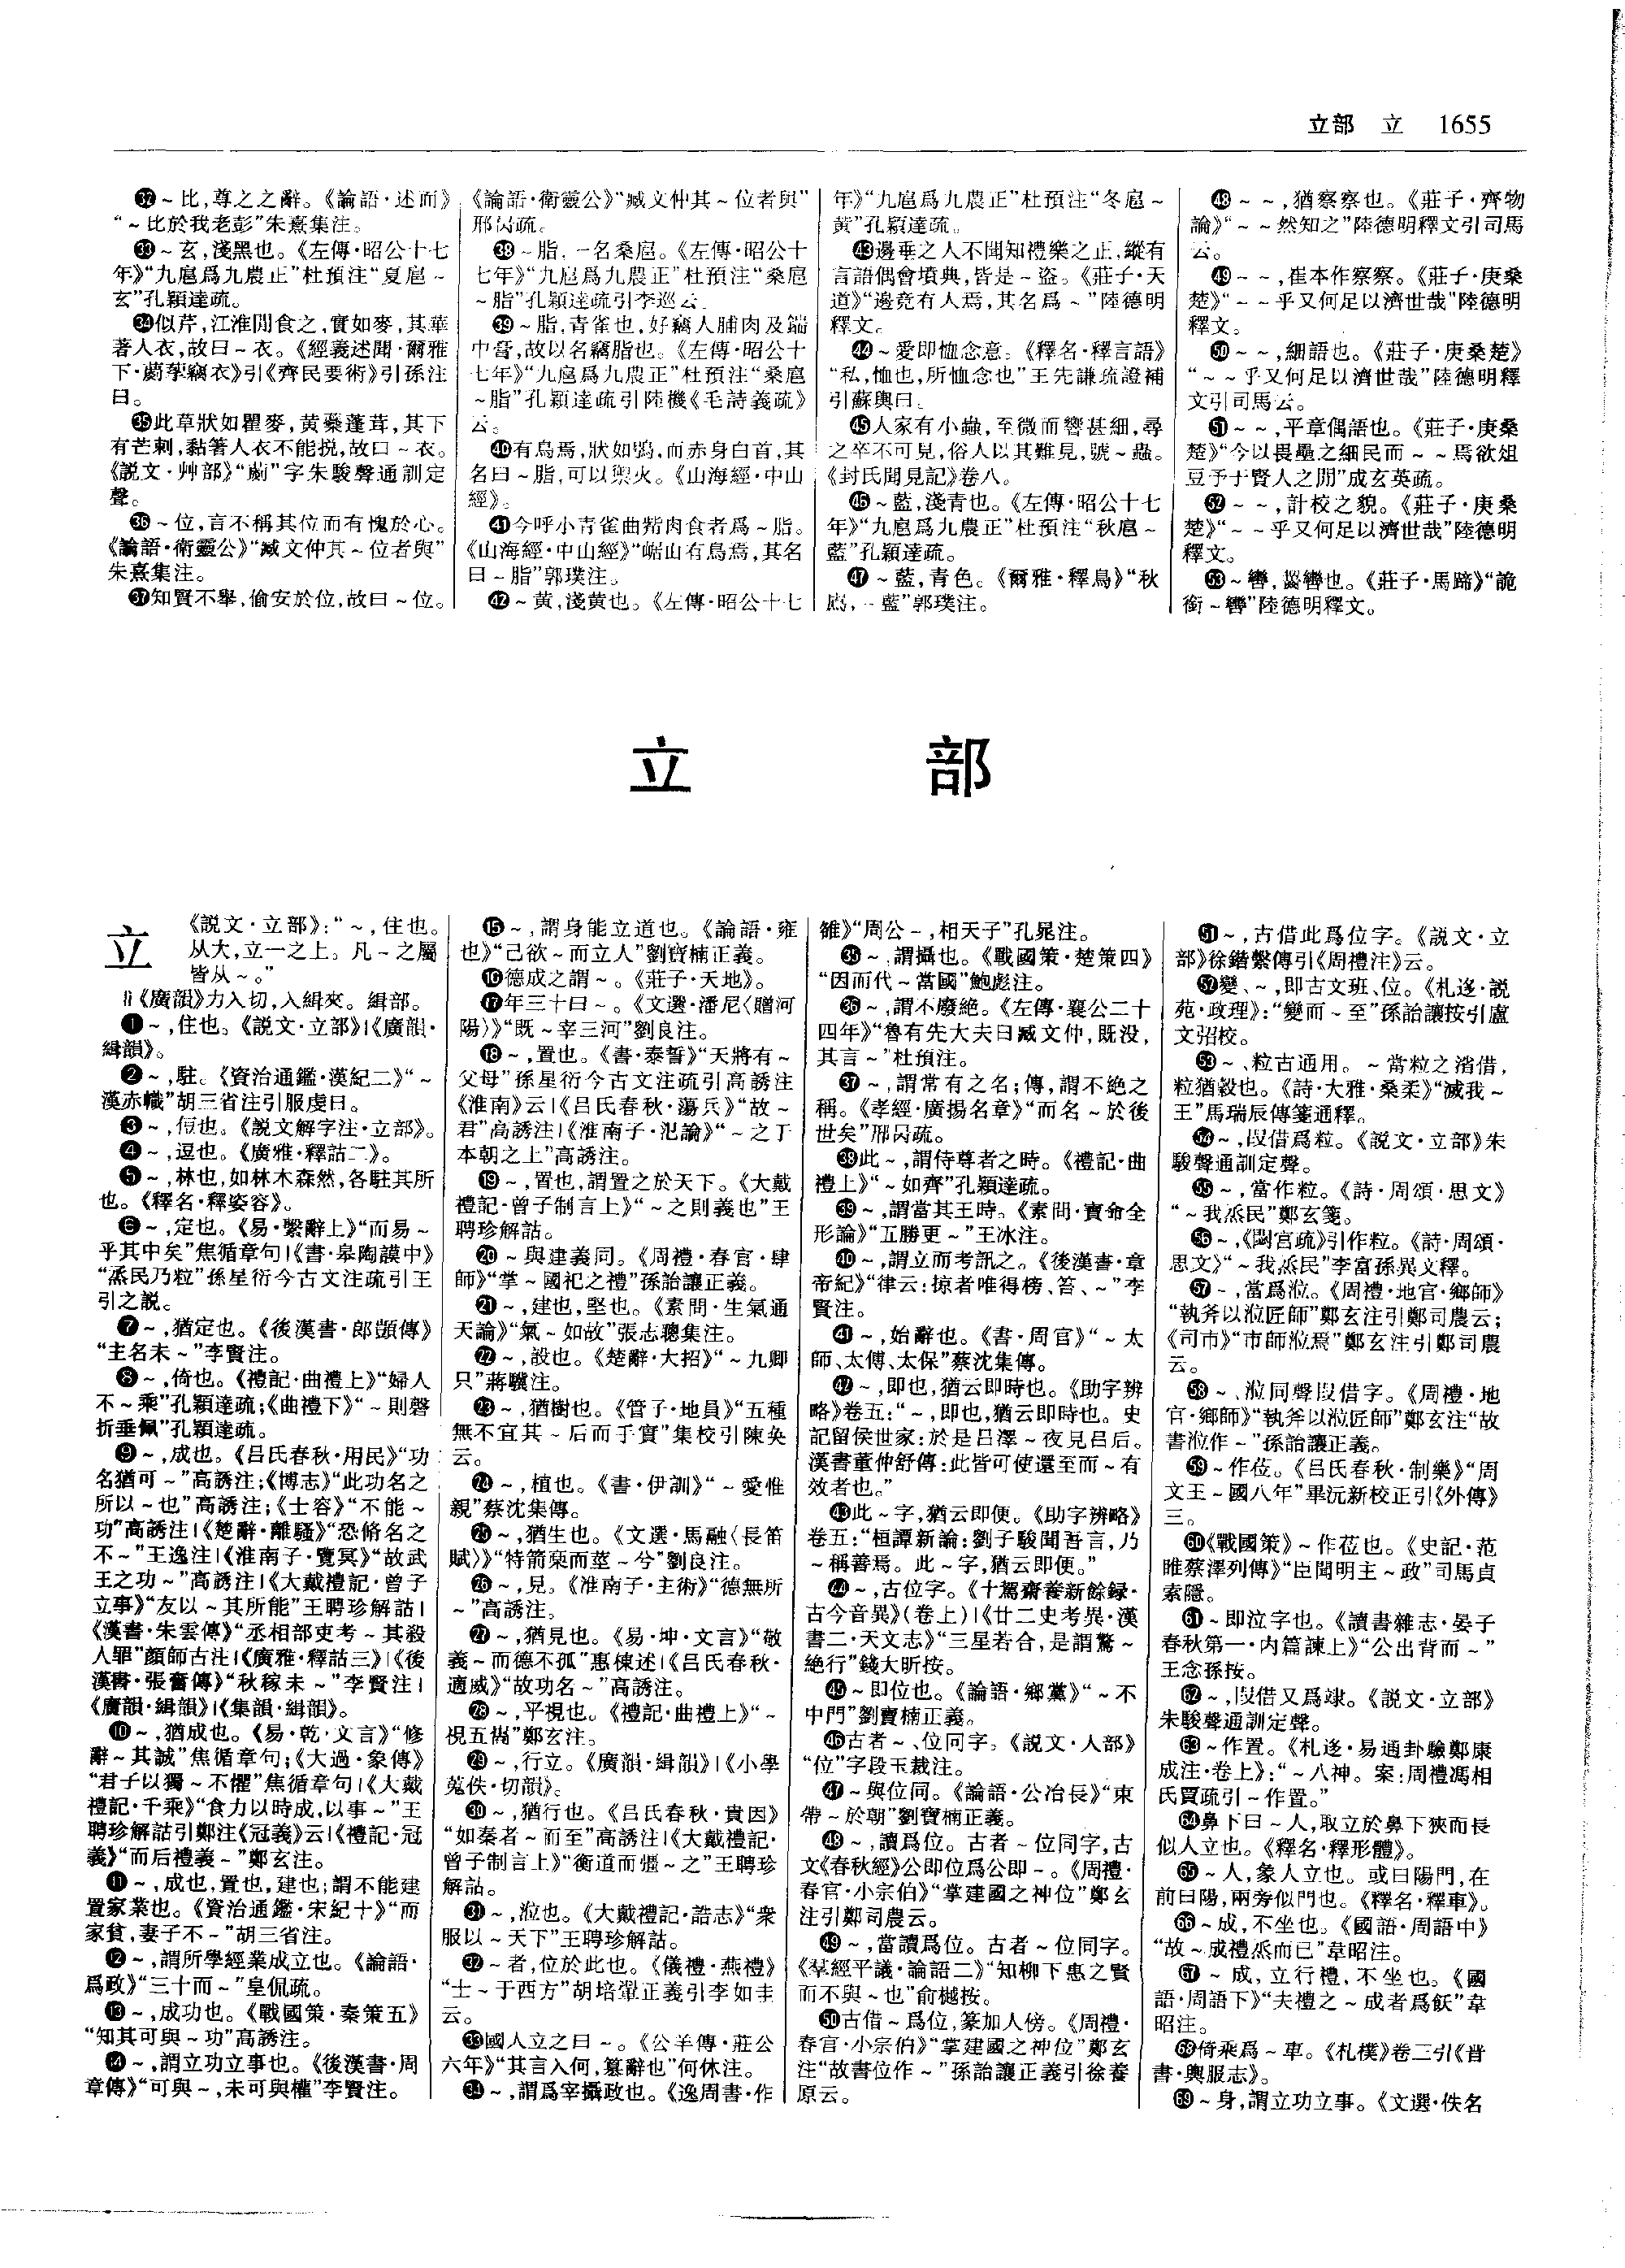 立部 立 1655
㉜～比,尊之之辭。《論語·述而》
“～比於我老彭”朱熹集注。
㉝～玄,淺黑也。《左傳·昭公十七
年》“九扈爲九農正”杜預注“夏扈～
玄”孔穎達疏。
㉞似芹,江淮間食之,實如麥,其華
著人衣,故曰～衣。《經義述聞·爾雅
下·蘮蒘竊衣》引《齊民要術》引孫注
曰。
㉟此草狀如瞿麥,黄蘂蓬茸,其下
有芒刺,黏著人衣不能挩,故曰～衣。
《説文·艸部》“蘮”字朱駿聲通訓定
聲。
㊱～位,言不稱其位而有愧於心。
《論語·衛靈公》“臧文仲其～位者與”
朱熹集注。
㊲知賢不舉,偷安於位,故曰～位。
《論語·衛靈公》“臧文仲其～位者與”
邢昺疏。
㊳～脂,一名桑扈。《左傳·昭公十
七年》“九扈爲九農正”杜預注“桑扈
～脂”孔穎達疏引李巡云。
㊴～脂,青雀也,好竊人脯肉及
中膏,故以名竊脂也。《左傳·昭公十
七年》“九扈爲九農正”杜預注“桑扈
～脂”孔穎達疏引陸機《毛詩義疏》
云。
㊵有鳥焉,狀如鴞,而赤身白首,其
名曰～脂,可以禦火。《山海經·中山
經》。
㊶今呼小青雀曲觜肉食者爲～脂。
《山海經·中山經》“崌山有鳥焉,其名
曰～脂”郭璞注。
㊷～黄,淺黄也。《左傳·昭公十七
年》“九扈爲九農正”杜預注“冬扈～
黄”孔穎達疏。
㊸邊垂之人不聞知禮樂之正,縱有
言語偶會墳典,皆是～盜。《莊子·天
道》“邊竟有人焉,其名爲～”陸德明
釋文。
㊹～愛即恤念意。《釋名·釋言語》
“私,恤也,所恤念也”王先謙疏證補
引蘇輿曰。
㊺人家有小蟲,至微而響甚細,尋
之卒不可見,俗人以其難見,號～蟲。
《封氏聞見記》卷八。
㊻～藍,淺青也。《左傳·昭公十七
年》“九扈爲九農正”杜預注“秋扈～
藍”孔穎達疏。
㊼～藍,青色。《爾雅·釋鳥》“秋
鳸,～藍”郭璞注。
㊽～～,猶察察也。《莊子·齊物
論》“～～然知之”陸德明釋文引司馬
云。
㊾～～,崔本作察察。《莊子·庚桑
楚》“～～乎又何足以濟世哉”陸德明
釋文。
㊿～～,細語也。《莊子·庚桑楚》
“～～乎又何足以濟世哉”陸德明釋
文引司馬云。
51～～,平章偶語也。《莊子·庚桑
楚》“今以畏壘之細民而～～焉欲俎
豆予于賢人之間”成玄英疏。
52～～,計校之貌。《莊子·庚桑
楚》“～～乎又何足以濟世哉”陸德明
釋文。
53～轡,齧轡也。《莊子·馬蹄》“詭
銜～轡”陸德明釋文。
立部
立
《説文·立部》:“～,住也。
从大,立一之上。凡～之屬
皆从～。”
《廣韻》力入切,入緝來。緝部。
❶～,住也。《説文·立部》|《廣韻·
緝韻》。
❷～,駐。《資治通鑑·漢紀二》“～
漢赤幟”胡三省注引服虔曰。
❸～,侸也。《説文解字注·立部》。
❹～,逗也。《廣雅·釋詁二》。
❺～,林也,如林木森然,各駐其所
也。《釋名·釋姿容》。
❻～,定也。《易·繫辭上》“而易～
乎其中矣”焦循章句|《書·皋陶謨中》
“烝民乃粒”孫星衍今古文注疏引王
引之説。
❼～,猶定也。《後漢書·郎顗傳》
“主名未～”李賢注。
❽～,倚也。《禮記·曲禮上》“婦人
不～乘”孔穎達疏;《曲禮下》“～則磬
折垂佩”孔穎達疏。
❾～,成也。《吕氏春秋·用民》“功
名猶可～”高誘注;《博志》“此功名之
所以～也”高誘注;《士容》“不能～
功”高誘注|《楚辭·離騷》“恐脩名之
不～”王逸注|《淮南子·覽冥》“故武
王之功～”高誘注|《大戴禮記·曾子
立事》“友以～其所能”王聘珍解詁|
《漢書·朱雲傳》“丞相部吏考～其殺
人罪”顔師古注|《廣雅·釋詁三》|《後
漢書·張奮傳》“秋稼未～”李賢注|
《廣韻·緝韻》|《集韻·緝韻》。
❿～,猶成也。《易·乾·文言》“修
辭～其誠”焦循章句;《大過·象傳》
“君子以獨～不懼”焦循章句|《大戴
禮記·千乘》“食力以時成,以事～”王
聘珍解詁引鄭注《冠義》云|《禮記·冠
義》“而后禮義～”鄭玄注。
⓫～,成也,置也,建也;謂不能建
置家業也。《資治通鑑·宋紀十》“而
家貧,妻子不～”胡三省注。
⓬～,謂所學經業成立也。《論語·
爲政》“三十而～”皇侃疏。
⓭～,成功也。《戰國策·秦策五》
“知其可與～功”高誘注。
⓮～,謂立功立事也。《後漢書·周
章傳》“可與～,未可與權”李賢注。
⓯～,謂身能立道也。《論語·雍
也》“己欲～而立人”劉寶楠正義。
⓰德成之謂～。《莊子·天地》。
⓱年三十曰～。《文選·潘尼〈贈河
陽〉》“既～宰三河”劉良注。
⓲～,置也。《書·泰誓》“天將有～
父母”孫星衍今古文注疏引高誘注
《淮南》云|《吕氏春秋·蕩兵》“故～
君”高誘注|《淮南子·氾論》“～之于
本朝之上”高誘注。
⓳～,置也,謂置之於天下。《大戴
禮記·曾子制言上》“～之則義也”王
聘珍解詁。
⓴～與建義同。《周禮·春官·肆
師》“掌～國祀之禮”孫詒讓正義。
㉑～,建也,堅也。《素問·生氣通
天論》“氣～如故”張志聰集注。
㉒～,設也。《楚辭·大招》“～九卿
只”蔣驥注。
㉓～,猶樹也。《管子·地員》“五種
無不宜其～后而手實”集校引陳奂
云。
㉔～,植也。《書·伊訓》“～愛惟
親”蔡沈集傳。
㉕～,猶生也。《文選·馬融〈長笛
賦〉》“特箭槀而莖～兮”劉良注。
㉖～,見。《淮南子·主術》“德無所
～”高誘注。
㉗～,猶見也。《易·坤·文言》“敬
義～而德不孤”惠棟述|《吕氏春秋·
適威》“故功名～”高誘注。
㉘～,平視也。《禮記·曲禮上》“～
視五巂”鄭玄注。
㉙～,行立。《廣韻·緝韻》|《小學
蒐佚·切韻》。
㉚～,猶行也。《吕氏春秋·貴因》
“如秦者～而至”高誘注|《大戴禮記·
曾子制言上》“衡道而彊～之”王聘珍
解詁。
㉛～,涖也。《大戴禮記·誥志》“衆
服以～天下”王聘珍解詁。
㉜～者,位於此也。《儀禮·燕禮》
“士～于西方”胡培翬正義引李如圭
云。
㉝國人立之曰～。《公羊傳·莊公
六年》“其言入何,篡辭也”何休注。
㉞～,謂爲宰攝政也。《逸周書·作
雒》“周公～,相天子”孔晁注。
㉟～,謂攝也。《戰國策·楚策四》
“因而代～當國”鮑彪注。
㊱～,謂不廢絶。《左傳·襄公二十
四年》“魯有先大夫曰臧文仲,既没,
其言～”杜預注。
㊲～,謂常有之名;傳,謂不絶之
稱。《孝經·廣揚名章》“而名～於後
世矣”邢昺疏。
㊳此～,謂侍尊者之時。《禮記·曲
禮上》“～如齊”孔穎達疏。
㊴～,謂當其王時。《素問·寶命全
形論》“五勝更～”王冰注。
㊵～,謂立而考訊之。《後漢書·章
帝紀》“律云:掠者唯得榜、笞、～”李
賢注。
㊶～,始辭也。《書·周官》“～太
師、太傅、太保”蔡沈集傳。
㊷～,即也,猶云即時也。《助字辨
略》卷五:“～,即也,猶云即時也。史
記留侯世家:於是吕澤～夜見吕后。
漢書董仲舒傳:此皆可使還至而～有
效者也。”
㊸此～字,猶云即便。《助字辨略》
卷五:“桓譚新論:劉子駿聞吾言,乃
～稱善焉。此～字,猶云即便。”
㊹～,古位字。《十駕齋養新餘録·
古今音異》(卷上)|《廿二史考異·漢
書二·天文志》“三星若合,是謂驚～
絶行”錢大昕按。
㊺～即位也。《論語·鄉黨》“～不
中門”劉寶楠正義。
㊻古者～、位同字。《説文·人部》
“位”字段玉裁注。
㊼～與位同。《論語·公冶長》“束
帶～於朝”劉寶楠正義。
㊽～,讀爲位。古者～位同字,古
文《春秋經》公即位爲公即～。《周禮·
春官·小宗伯》“掌建國之神位”鄭玄
注引鄭司農云。
㊾～,當讀爲位。古者～位同字。
《羣經平議·論語二》“知柳下惠之賢
而不與～也”俞樾按。
㊿古借～爲位,篆加人傍。《周禮·
春官·小宗伯》“掌建國之神位”鄭玄
注“故書位作～”孫詒讓正義引徐養
原云。
51～,古借此爲位字。《説文·立
部》徐鍇繫傳引《周禮注》云。
52變、～,即古文班、位。《札迻·説
苑·政理》:“變而～至”孫詒讓按引盧
文弨校。
53～、粒古通用。～當粒之渻借,
粒猶穀也。《詩·大雅·桑柔》“滅我～
王”馬瑞辰傳箋通釋。
54～,叚借爲粒。《説文·立部》朱
駿聲通訓定聲。
55～,當作粒。《詩·周頌·思文》
“～我烝民”鄭玄箋。
56～,《閟宫疏》引作粒。《詩·周頌·
思文》“～我烝民”李富孫異文釋。
57～,當爲涖。《周禮·地官·鄉師》
“執斧以涖匠師”鄭玄注引鄭司農云;
《司市》“市師涖焉”鄭玄注引鄭司農
云。
58～、涖同聲叚借字。《周禮·地
官·鄉師》“執斧以涖匠師”鄭玄注“故
書涖作～”孫詒讓正義。
59～作莅。《吕氏春秋·制樂》“周
文王～國八年”畢沅新校正引《外傳》
三。
60《戰國策》～作莅也。《史記·范
睢蔡澤列傳》“臣聞明主～政”司馬貞
索隱。
61～即泣字也。《讀書雜志·晏子
春秋第一·内篇諫上》“公出背而～”
王念孫按。
62～,叚借又爲竦。《説文·立部》
朱駿聲通訓定聲。
63～作置。《札迻·易通卦驗鄭康
成注·卷上》:“～八神。案:周禮馮相
氏賈疏引～作置。”
64鼻下曰～人,取立於鼻下狹而長
似人立也。《釋名·釋形體》。
65～人,象人立也。或曰陽門,在
前曰陽,兩旁似門也。《釋名·釋車》。
66～成,不坐也。《國語·周語中》
“故～成禮烝而已”韋昭注。
67～成,立行禮,不坐也。《國
語·周語下》“夫禮之～成者爲飫”韋
昭注。
68倚乘爲～車。《札樸》卷三引《晉
書·輿服志》。
69～身,謂立功立事。《文選·佚名